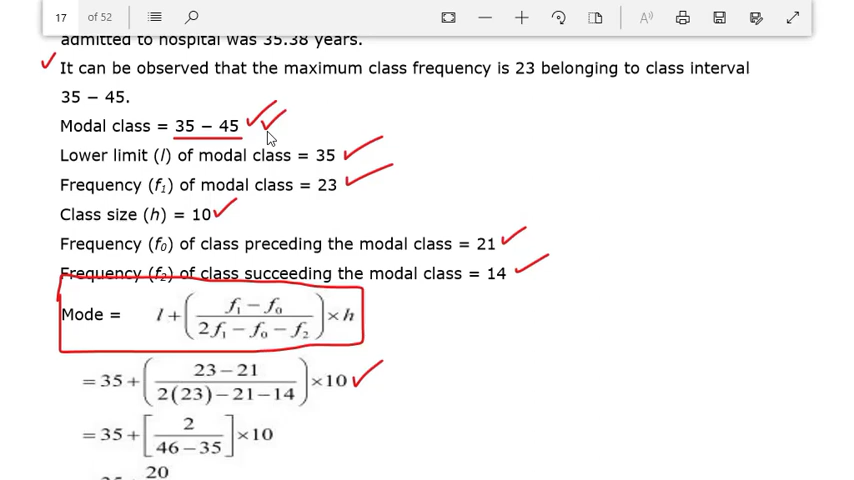 17 of 52
admitted to hospital was 35.38 years.
It can be observed that the maximum class frequency is 23 belonging to class interval
35 − 45.
Modal class = 35 − 45
Lower limit (l) of modal class = 35
Frequency (f₁) of modal class = 23
Class size (h) = 10
Frequency (f₀) of class preceding the modal class = 21
Frequency (f₂) of class succeeding the modal class = 14
Mode = l + ( (f₁ − f₀) / (2f₁ − f₀ − f₂) ) × h
= 35 + ( (23 − 21) / (2(23) − 21 − 14) ) × 10
= 35 + [ 2 / (46 − 35) ] × 10
20